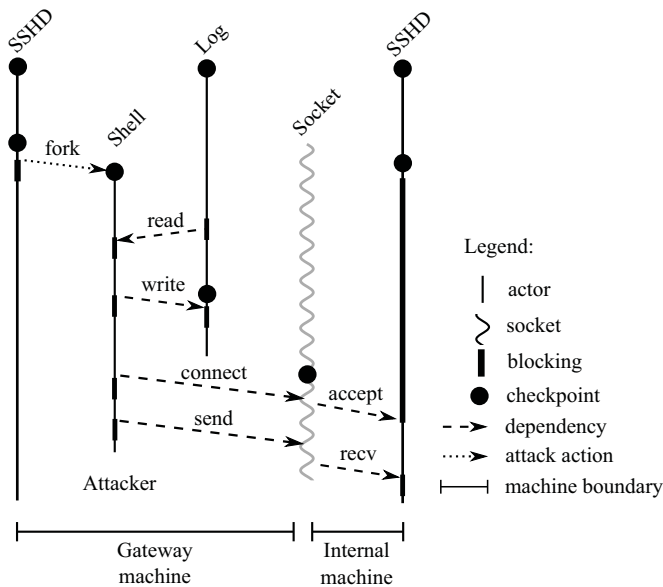 SSHD
Log
SSHD
Shell
Socket
fork
read
write
connect
accept
send
recv
Attacker
Legend:
actor
socket
blocking
checkpoint
dependency
attack action
machine boundary
Gateway
machine
Internal
machine